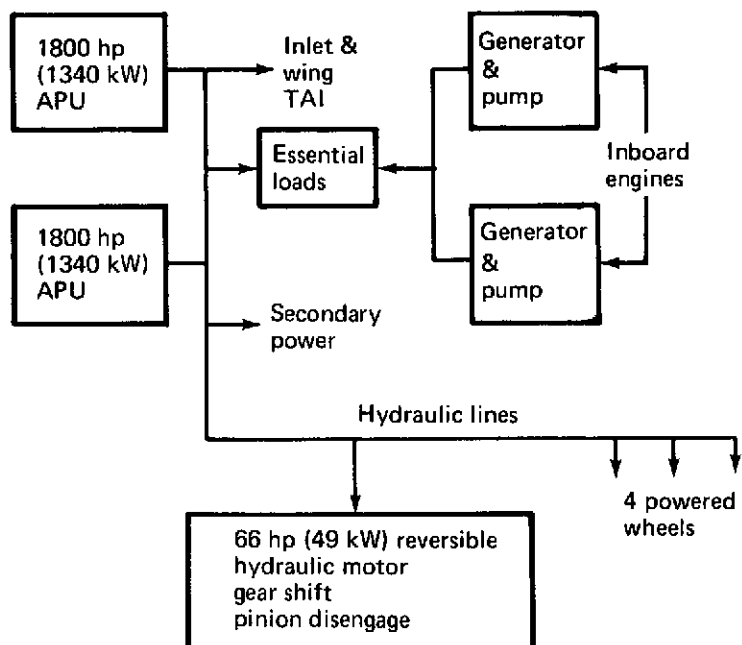 1800 hp
(1340 kW)
APU
Inlet &
wing
TAI
Generator
&
pump
Essential
loads
Inboard
engines
1800 hp
(1340 kW)
APU
Generator
&
pump
Secondary
power
Hydraulic lines
4 powered
wheels
66 hp (49 kW) reversible
hydraulic motor
gear shift
pinion disengage